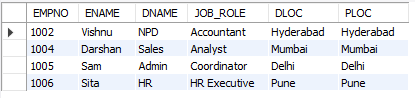 EMPNO ENAME DNAME JOB_ROLE DLOC PLOC
1002 Vishnu NPD Accountant Hyderabad Hyderabad
1004 Darshan Sales Analyst Mumbai Mumbai
1005 Sam Admin Coordinator Delhi Delhi
1006 Sita HR HR Executive Pune Pune